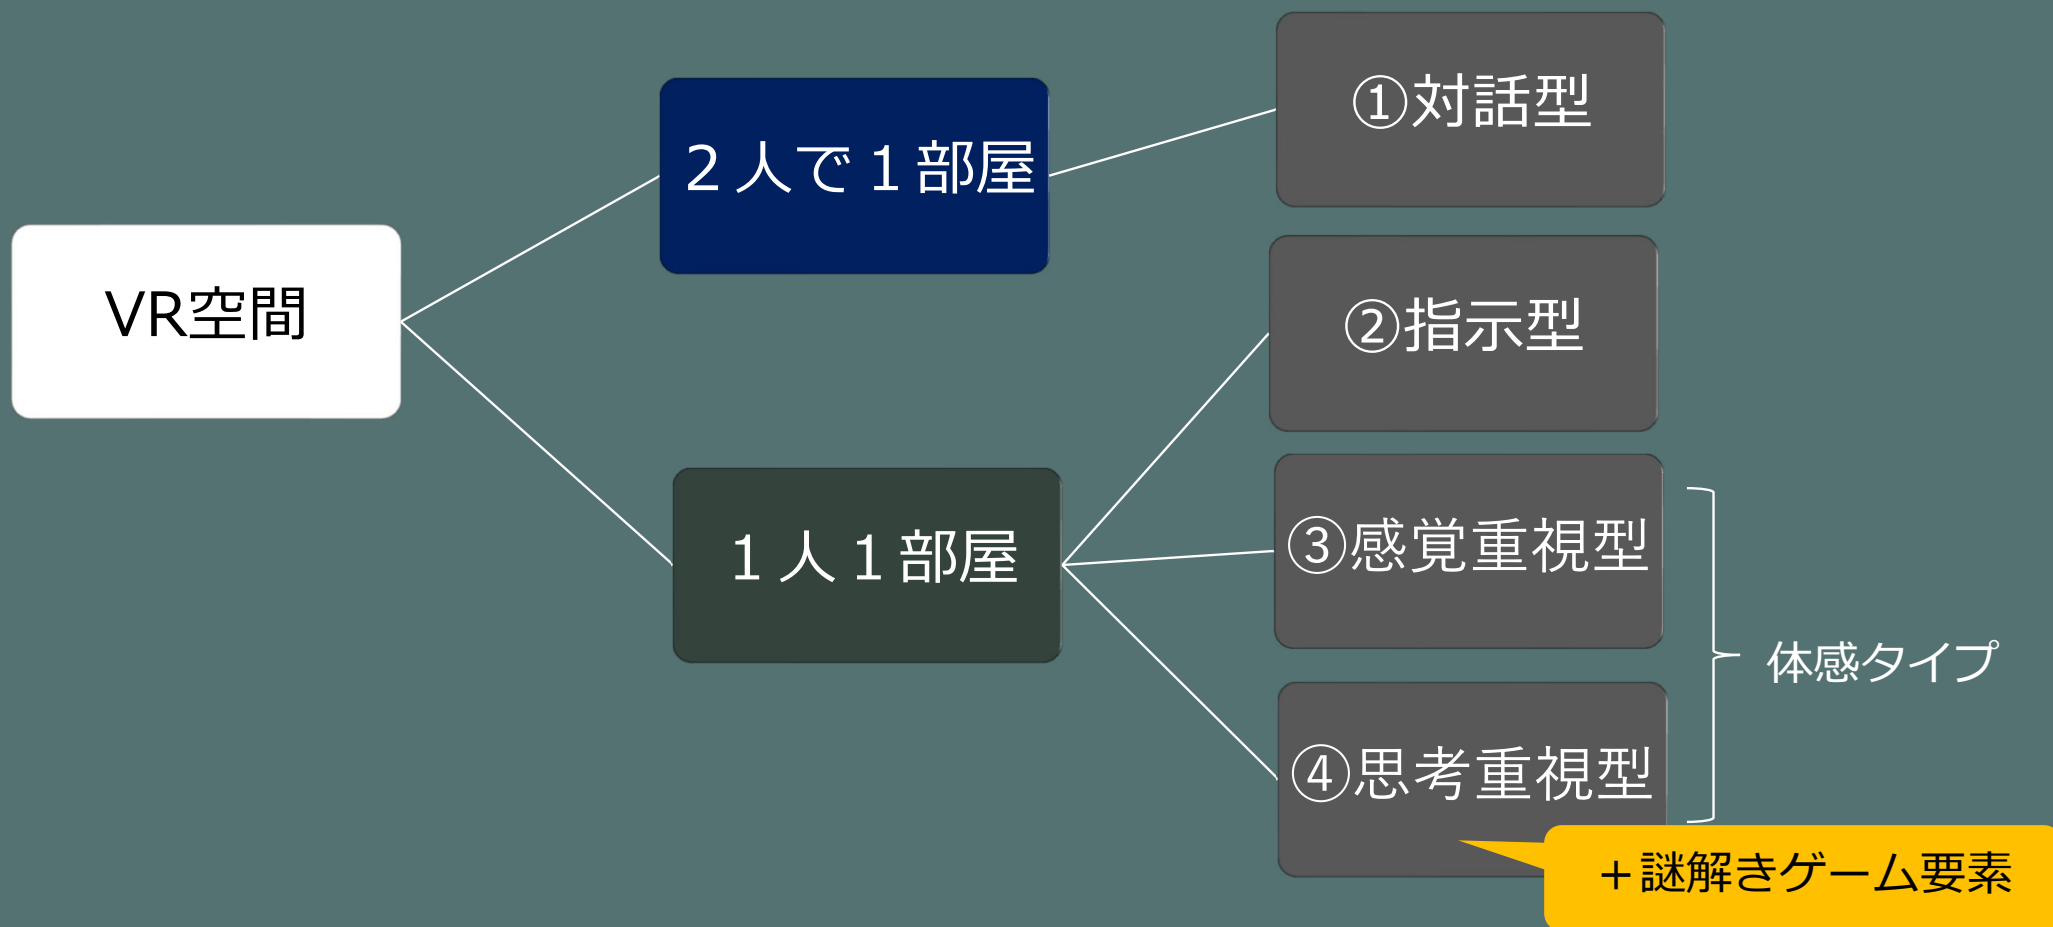 VR空間
２人で１部屋
１人１部屋
①対話型
②指示型
③感覚重視型
④思考重視型
体感タイプ
＋謎解きゲーム要素